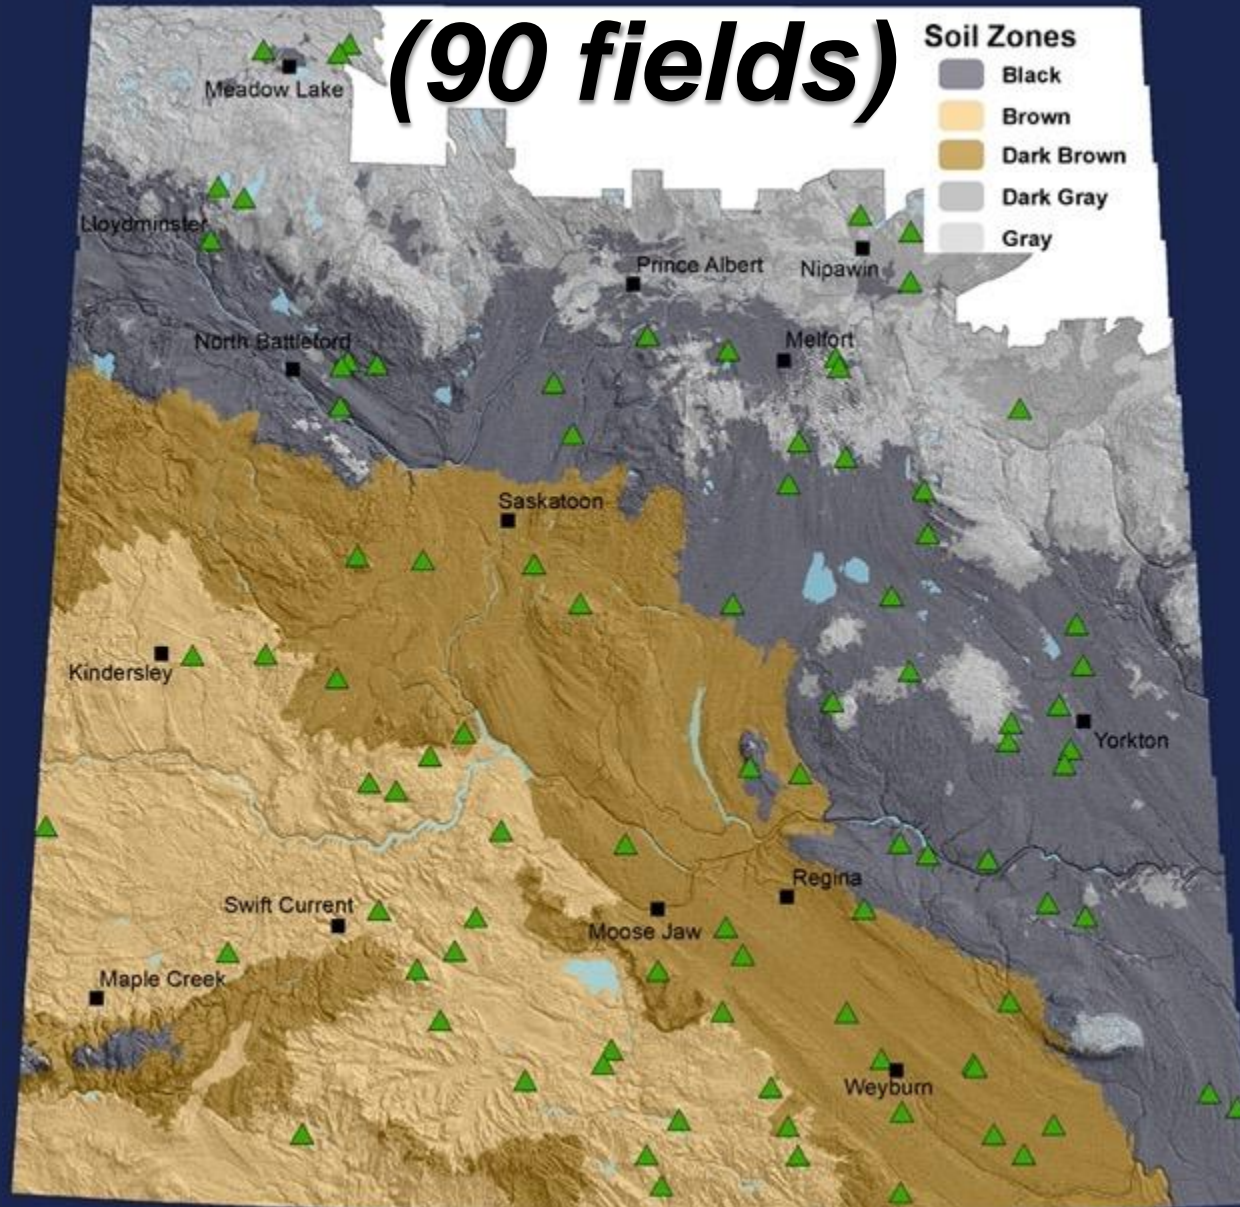 (90 fields)
Soil Zones
Black
Brown
Dark Brown
Dark Gray
Gray
Meadow Lake
Lloydminster
Prince Albert
Nipawin
North Battleford
Melfort
Saskatoon
Kindersley
Yorkton
Regina
Swift Current
Moose Jaw
Maple Creek
Weyburn